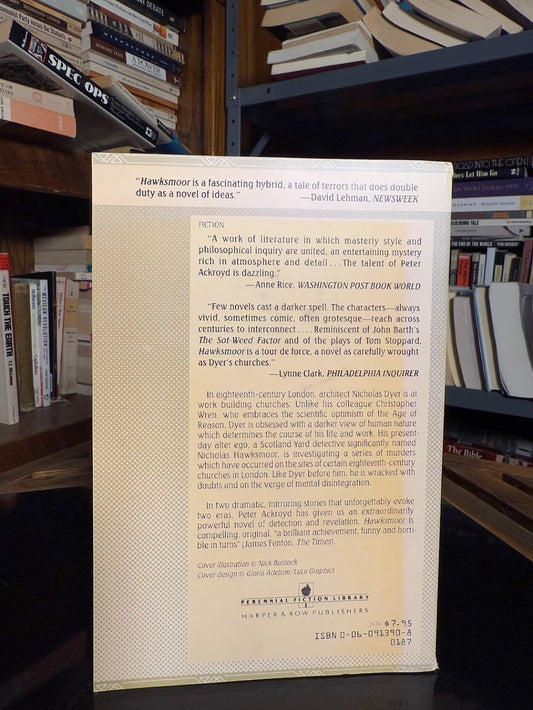 SPEC OPS
TOUCH THE EARTH
"Hawksmoor is a fascinating hybrid, a tale of terrors that does double
duty as a novel of ideas."
—David Lehman, NEWSWEEK
FICTION
"A work of literature in which masterly style and
philosophical inquiry are united, an entertaining mystery
rich in atmosphere and detail . . . The talent of Peter
Ackroyd is dazzling."
—Anne Rice, WASHINGTON POST BOOK WORLD
"Few novels cast a darker spell. The characters—always
vivid, sometimes comic, often grotesque—reach across
centuries to interconnect . . . . Reminiscent of John Barth's
The Sot-Weed Factor and of the plays of Tom Stoppard,
Hawksmoor is a tour de force, a novel as carefully wrought
as Dyer's churches."
—Lynne Clark, PHILADELPHIA INQUIRER
In eighteenth-century London, architect Nicholas Dyer is at
work building churches. Unlike his colleague Christopher
Wren, who embraces the scientific optimism of the Age of
Reason, Dyer is obsessed with a darker view of human nature
which determines the course of his life and work. His present-
day alter ego, a Scotland Yard detective significantly named
Nicholas Hawksmoor, is investigating a series of murders
which have occurred on the sites of certain eighteenth-century
churches in London. Like Dyer before him, he is wracked with
doubts and on the verge of mental disintegration.
In two dramatic, mirroring stories that unforgettably evoke
two eras, Peter Ackroyd has given us an extraordinarily
powerful novel of detection and revelation. Hawksmoor is
compelling, original, "a brilliant achievement, funny and horri-
ble in turns" (James Fenton, The Times).
Cover illustration © Nick Bantock
Cover design © Gloria Adelson/LuLu Graphics
PERENNIAL FICTION LIBRARY
HARPER & ROW, PUBLISHERS
>> $7.95
ISBN 0-06-091390-8
0187
THE END OF THE WORLD
The Bible